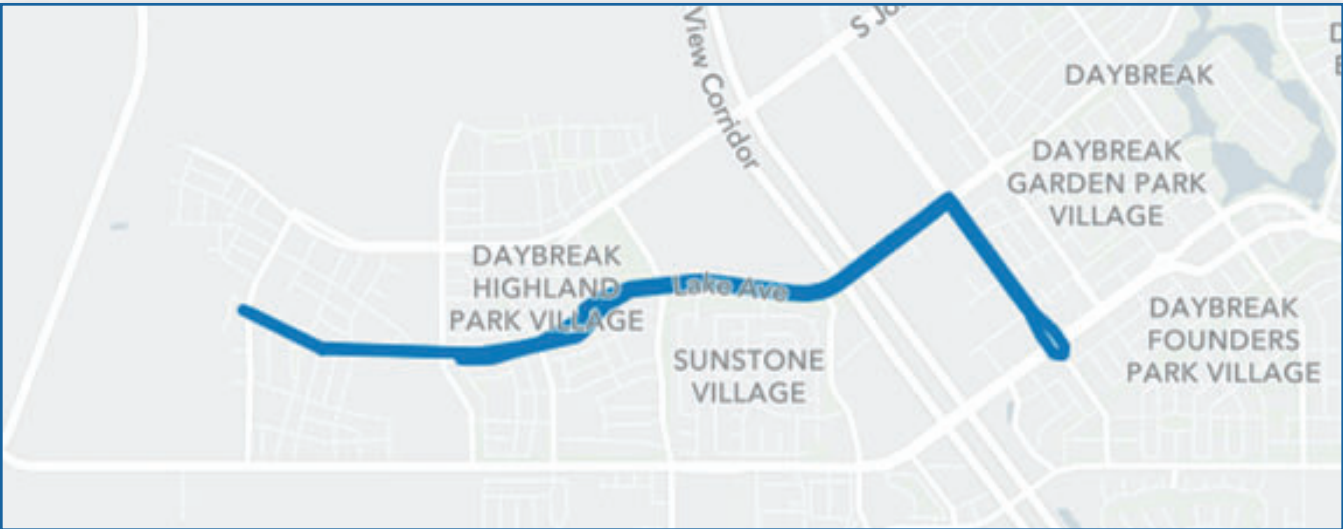 View Corridor
DAYBREAK
DAYBREAK
GARDEN PARK
VILLAGE
DAYBREAK
HIGHLAND
PARK VILLAGE
Lake Ave
DAYBREAK
FOUNDERS
PARK VILLAGE
SUNSTONE
VILLAGE